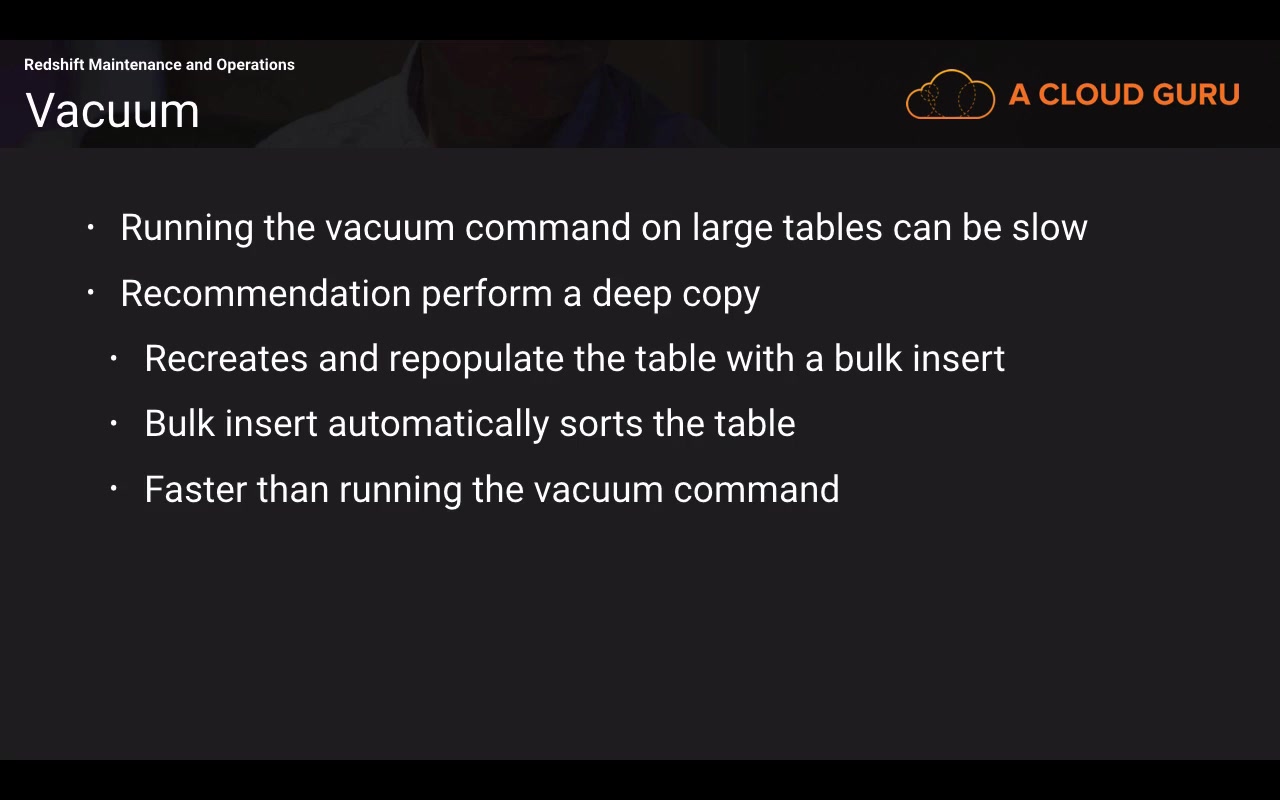 Redshift Maintenance and Operations
Vacuum
A CLOUD GURU
· Running the vacuum command on large tables can be slow
· Recommendation perform a deep copy
· Recreates and repopulate the table with a bulk insert
· Bulk insert automatically sorts the table
· Faster than running the vacuum command